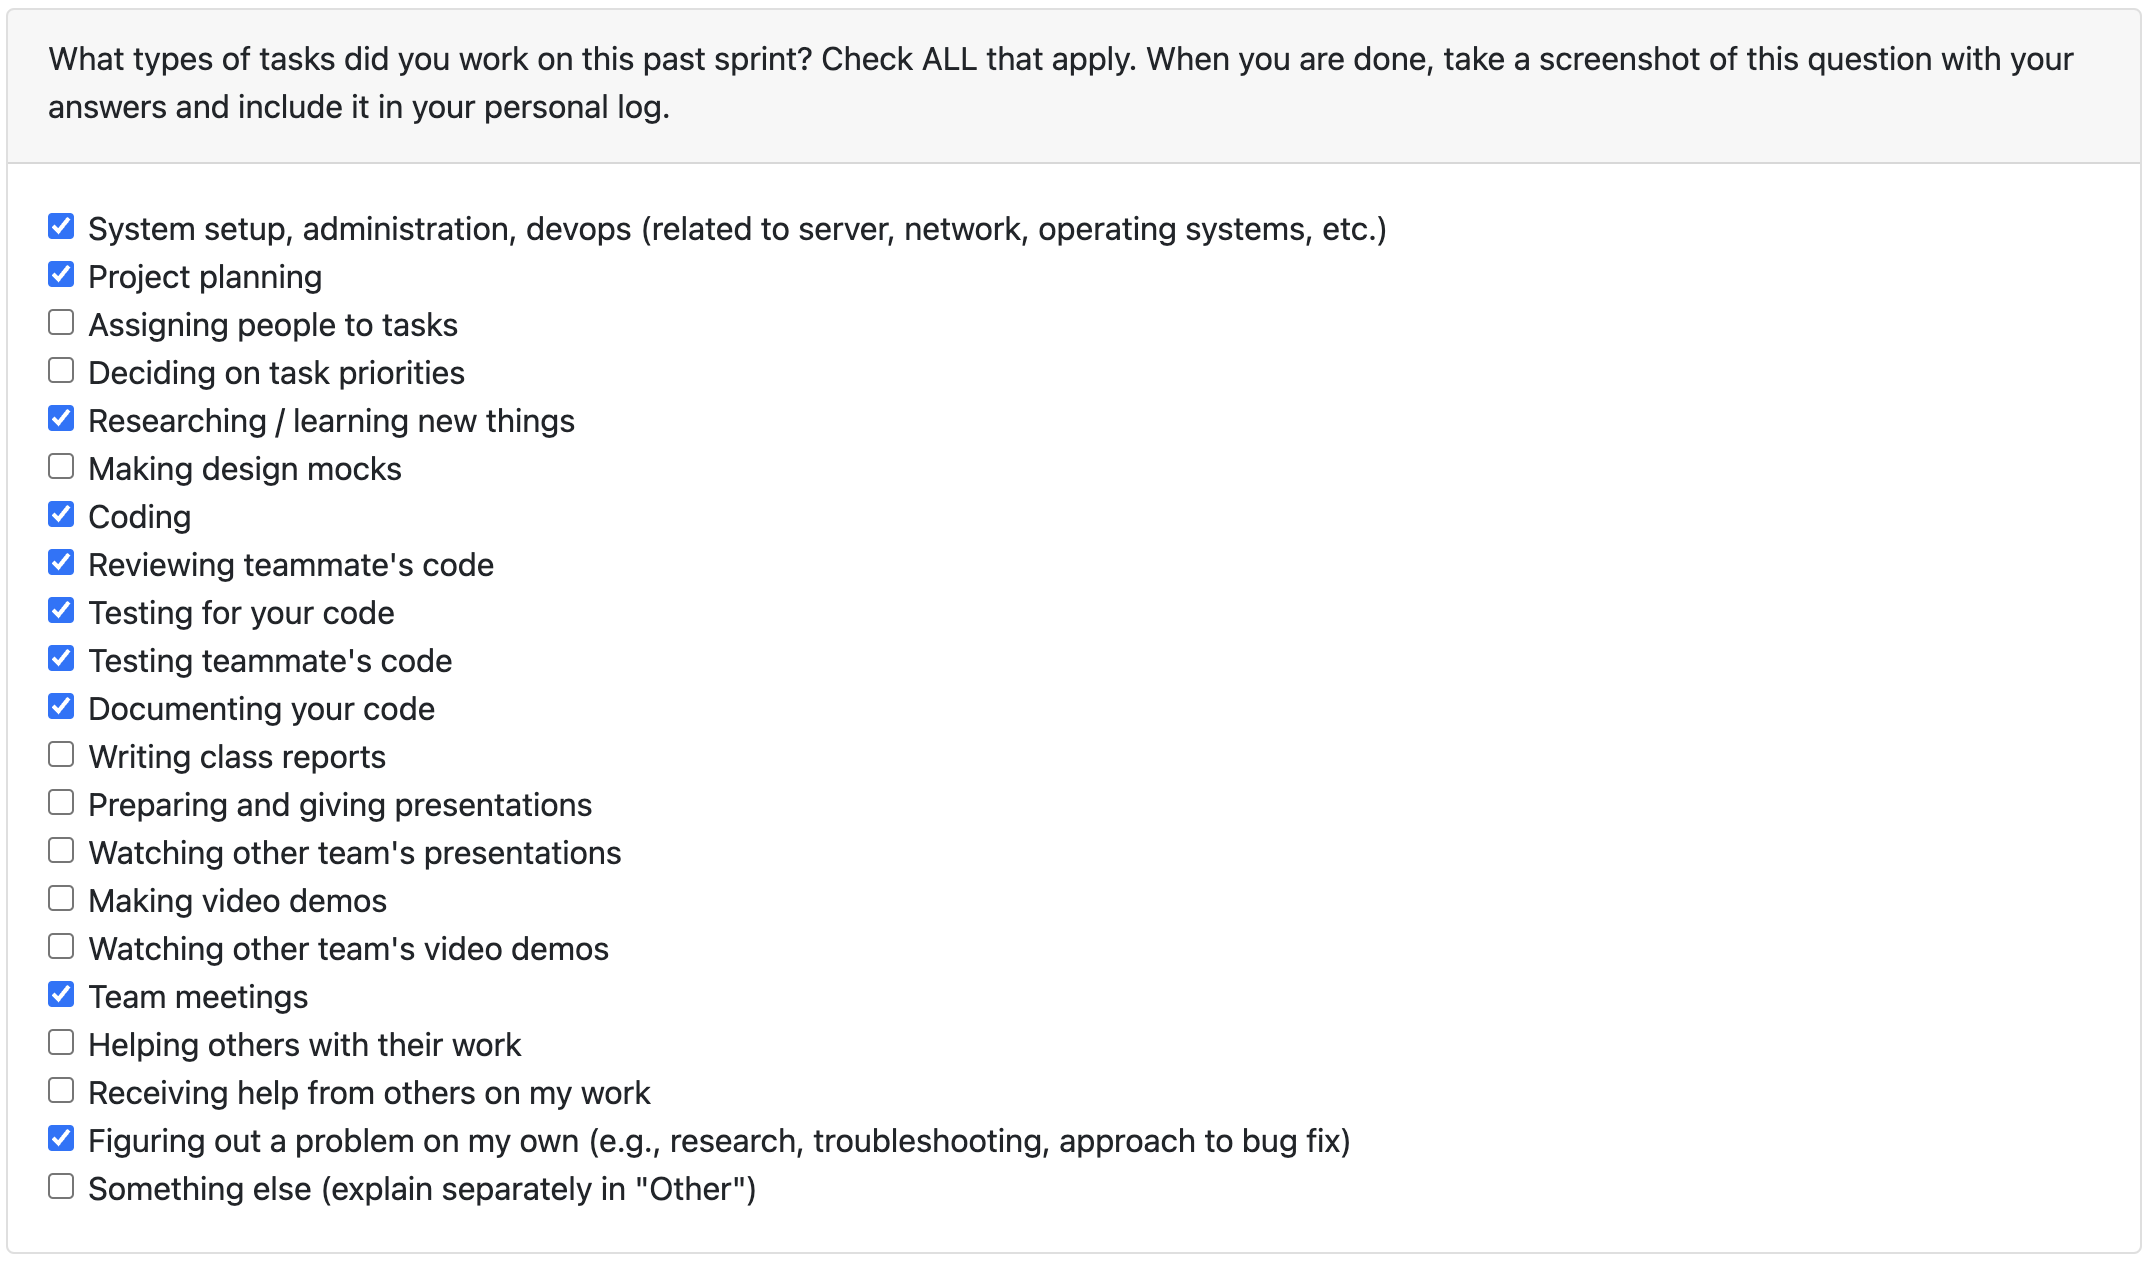 What types of tasks did you work on this past sprint? Check ALL that apply. When you are done, take a screenshot of this question with your
answers and include it in your personal log.
System setup, administration, devops (related to server, network, operating systems, etc.)
Project planning
Assigning people to tasks
Deciding on task priorities
Researching / learning new things
Making design mocks
Coding
Reviewing teammate's code
Testing for your code
Testing teammate's code
Documenting your code
Writing class reports
Preparing and giving presentations
Watching other team's presentations
Making video demos
Watching other team's video demos
Team meetings
Helping others with their work
Receiving help from others on my work
Figuring out a problem on my own (e.g., research, troubleshooting, approach to bug fix)
Something else (explain separately in "Other")